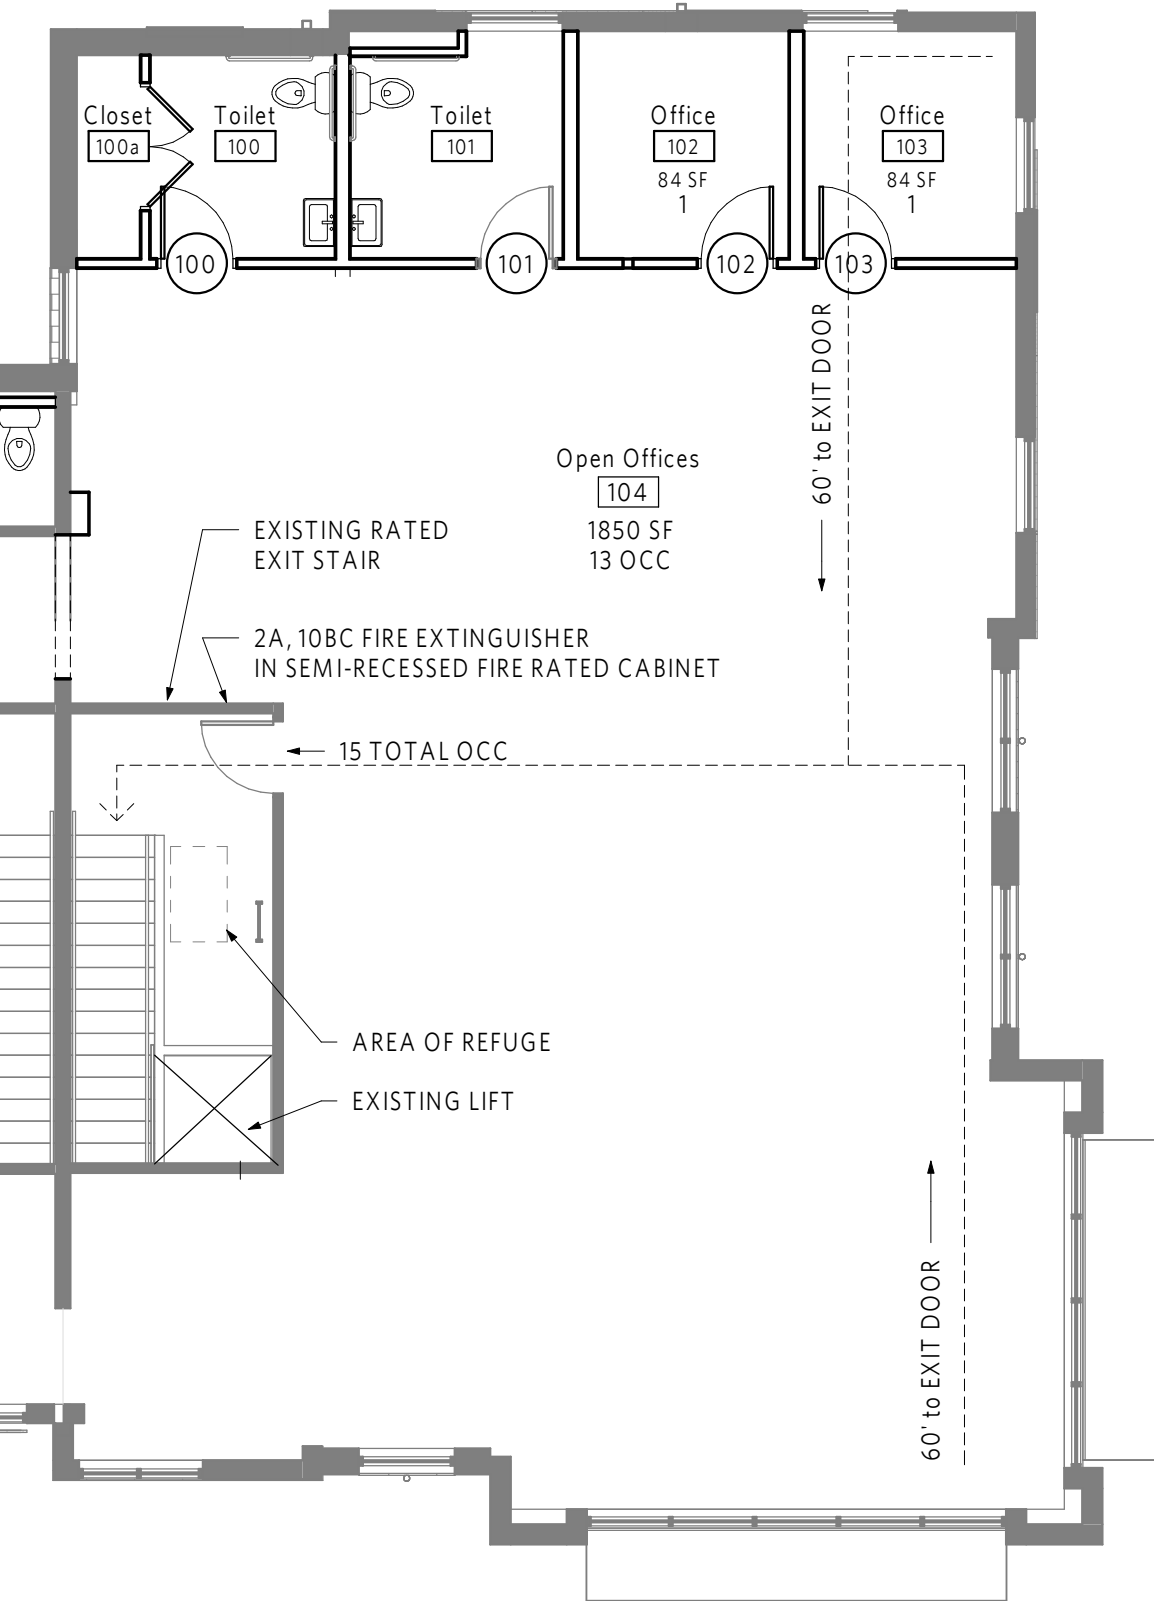 Closet
100a
Toilet
100
Toilet
101
Office
102
84 SF
1
Office
103
84 SF
1
100
101
102
103
60' to EXIT DOOR
Open Offices
104
1850 SF
13 OCC
EXISTING RATED
EXIT STAIR
2A, 10BC FIRE EXTINGUISHER
IN SEMI-RECESSED FIRE RATED CABINET
15 TOTAL OCC
AREA OF REFUGE
EXISTING LIFT
60' to EXIT DOOR